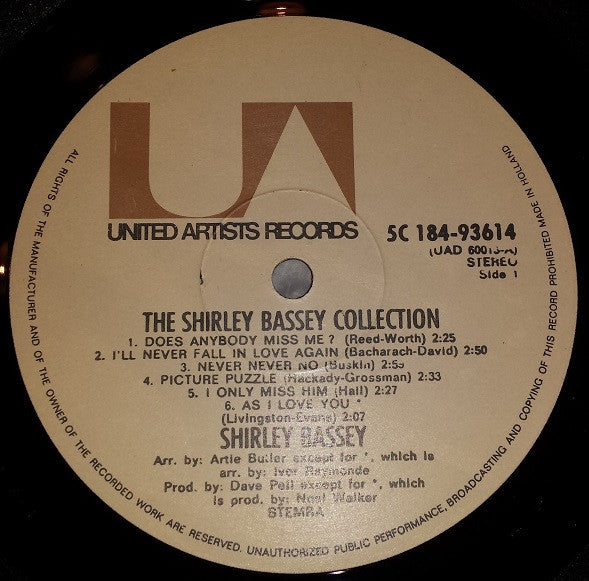 UA
UNITED ARTISTS RECORDS
5C 184-93614
(UAD 60013-A)
STEREO
Side 1
THE SHIRLEY BASSEY COLLECTION
1. DOES ANYBODY MISS ME? (Reed-Worth) 2:25
2. I'LL NEVER FALL IN LOVE AGAIN (Bacharach-David) 2:50
3. NEVER NEVER NO (Buskin) 2:55
4. PICTURE PUZZLE (Hackady-Grossman) 2:33
5. I ONLY MISS HIM (Hall) 2:27
6. AS I LOVE YOU *
(Livingston-Evans) 2:07
SHIRLEY BASSEY
Arr. by: Artie Butler except for *, which is
arr. by: Ivor Raymonde
Prod. by: Dave Pell except for *, which
is prod. by: Noel Walker
STEMRA
ALL RIGHTS OF THE MANUFACTURER AND OF THE OWNER OF THE RECORDED WORK ARE RESERVED. UNAUTHORIZED PUBLIC PERFORMANCE, BROADCASTING AND COPYING OF THIS RECORD PROHIBITED MADE IN HOLLAND